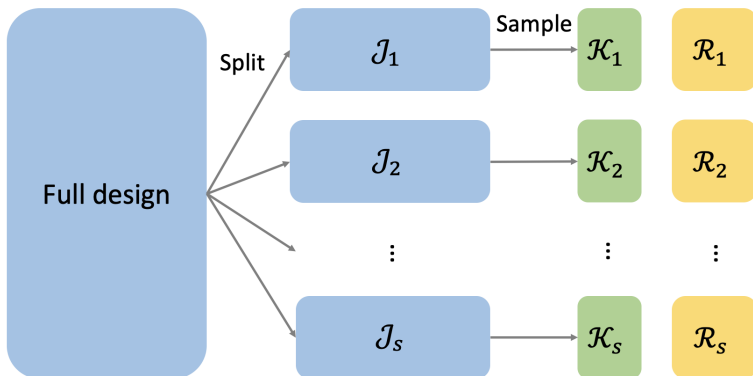 Sample
Split
𝒥₁ 𝒦₁ ℛ₁
Full design
𝒥₂ 𝒦₂ ℛ₂
... ... ...
𝒥ₛ 𝒦ₛ ℛₛ